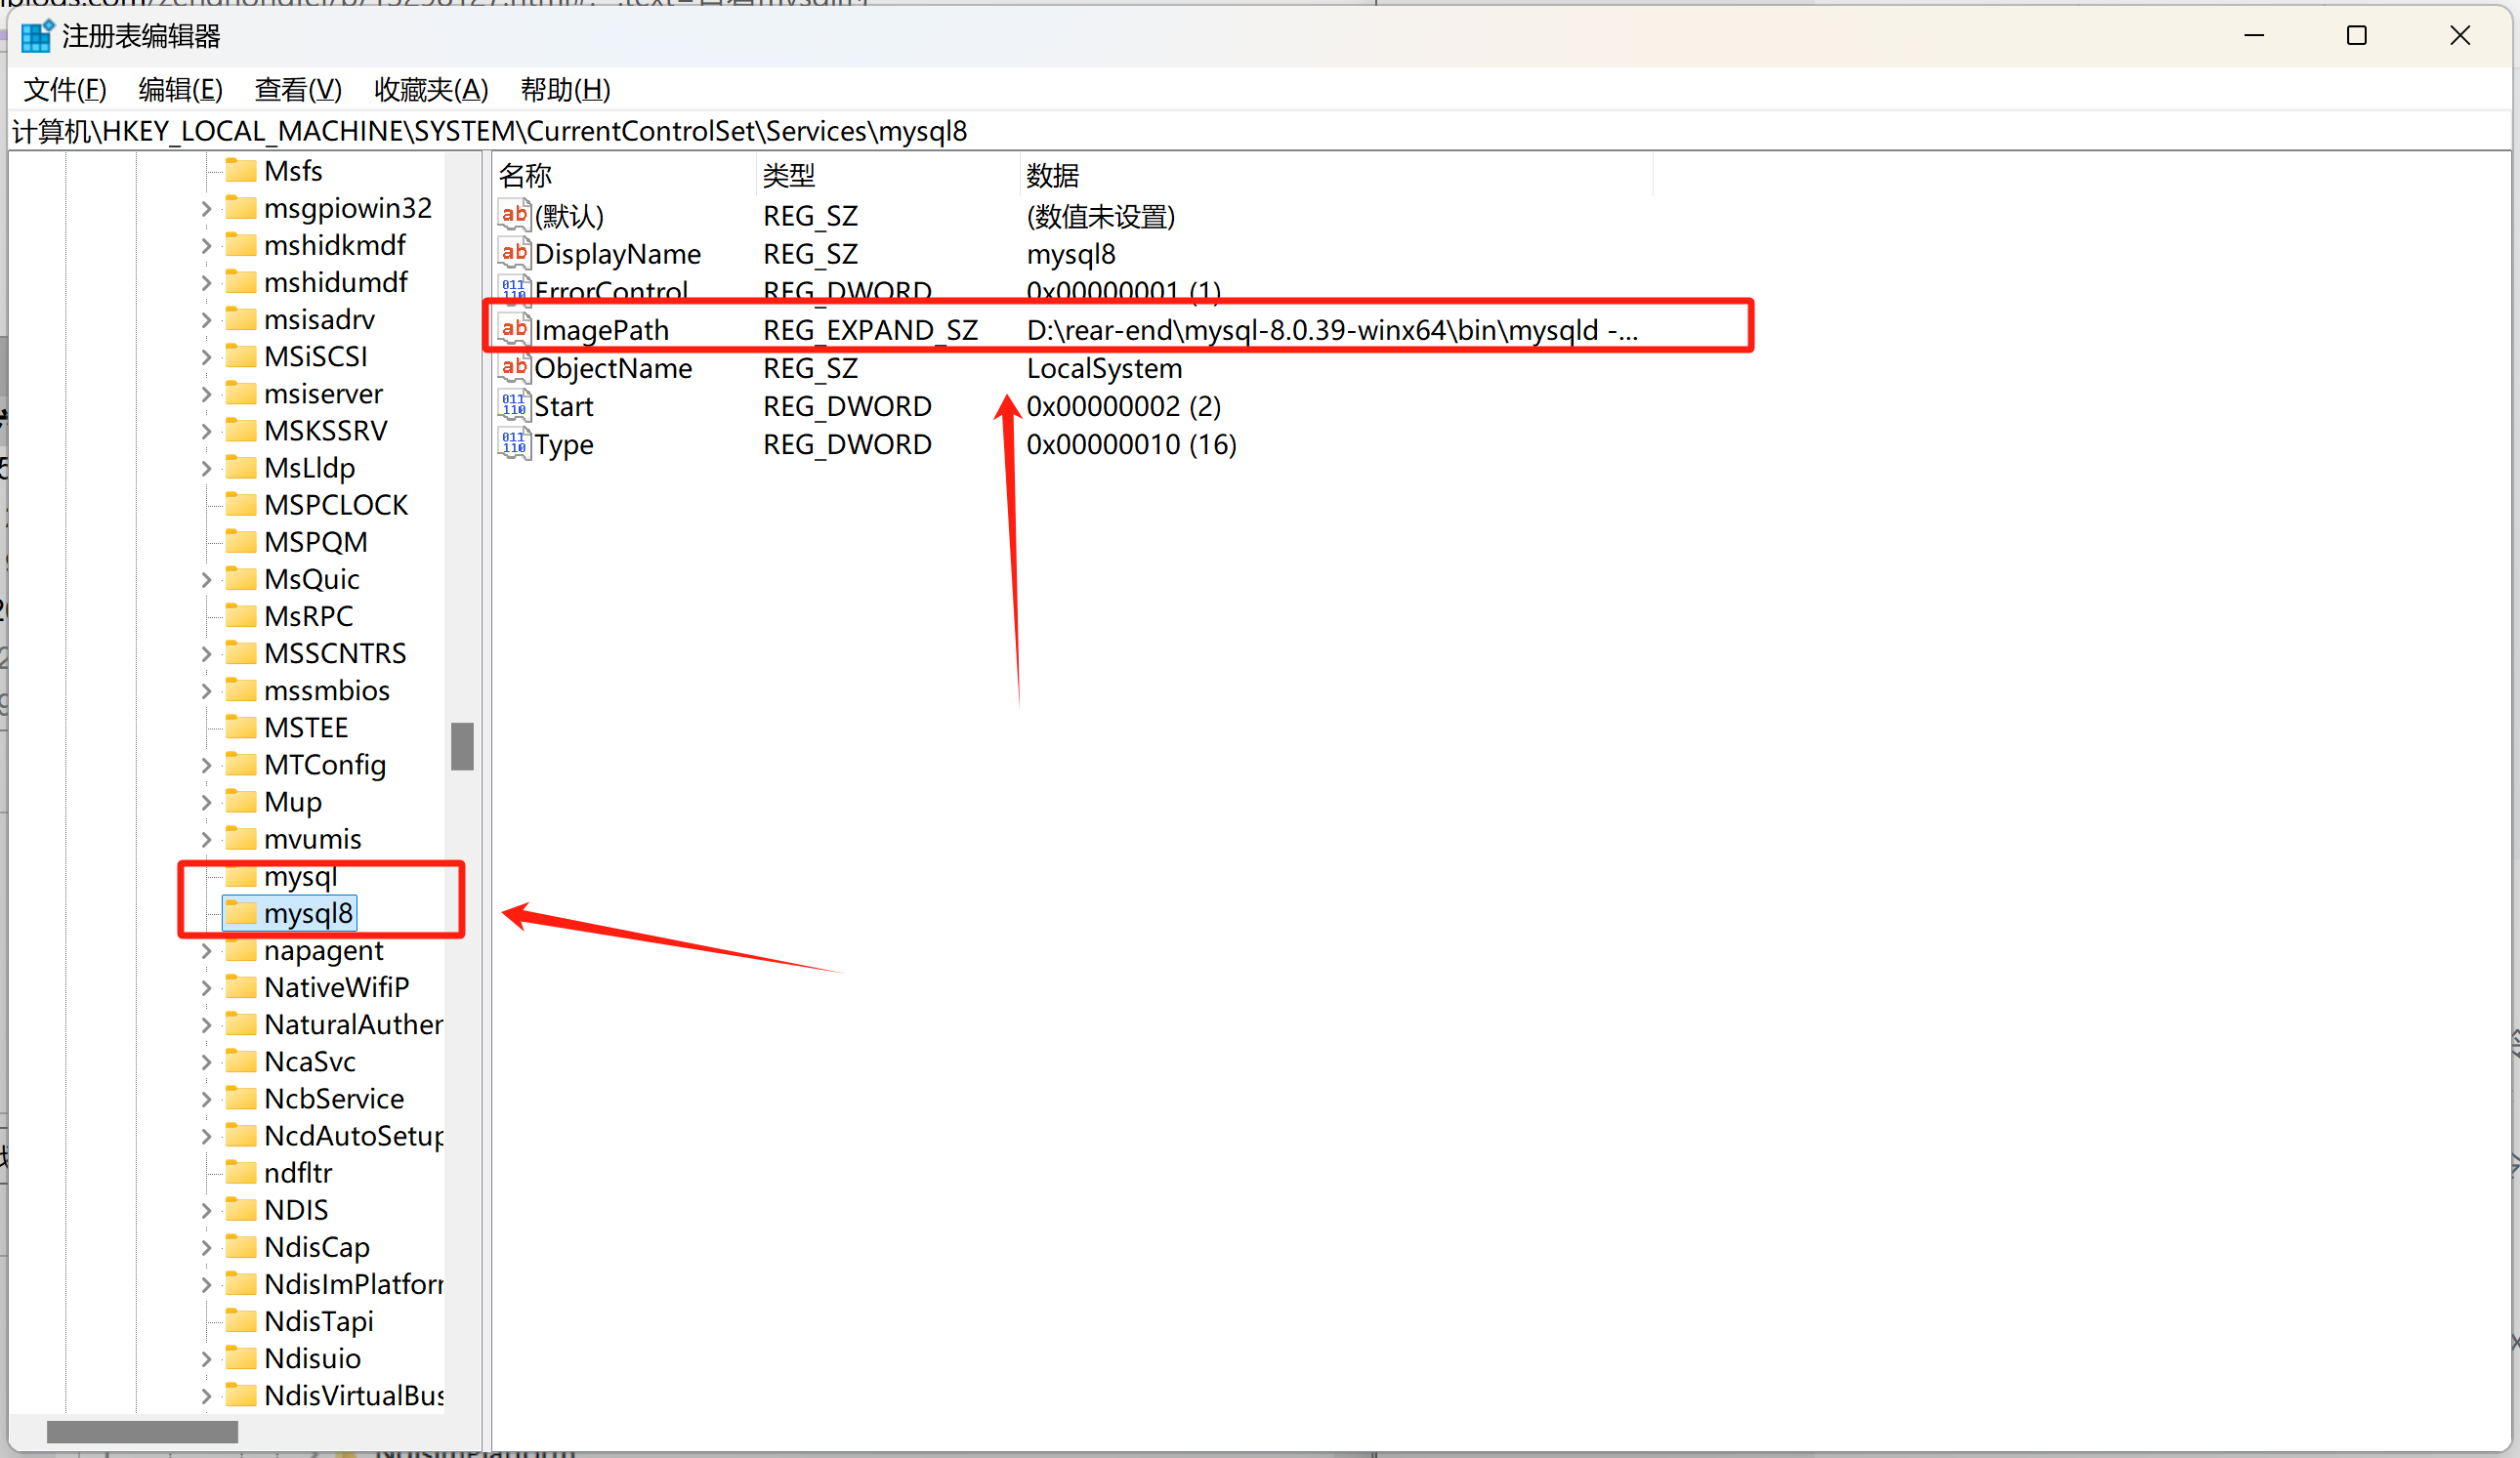 注册表编辑器
文件(F) 编辑(E) 查看(V) 收藏夹(A) 帮助(H)
计算机\HKEY_LOCAL_MACHINE\SYSTEM\CurrentControlSet\Services\mysql8
Msfs
msgpiowin32
mshidkmdf
mshidumdf
msisadrv
MSiSCSI
msiserver
MSKSSRV
MsLldp
MSPCLOCK
MSPQM
MsQuic
MsRPC
MSSCNTRS
mssmbios
MSTEE
MTConfig
Mup
mvumis
mysql
mysql8
napagent
NativeWifiP
NaturalAuther
NcaSvc
NcbService
NcdAutoSetup
ndfltr
NDIS
NdisCap
NdisImPlatforr
NdisTapi
Ndisuio
NdisVirtualBus
名称 类型 数据
(默认) REG_SZ (数值未设置)
DisplayName REG_SZ mysql8
ErrorControl REG_DWORD 0x00000001 (1)
ImagePath REG_EXPAND_SZ D:\rear-end\mysql-8.0.39-winx64\bin\mysqld -...
ObjectName REG_SZ LocalSystem
Start REG_DWORD 0x00000002 (2)
Type REG_DWORD 0x00000010 (16)